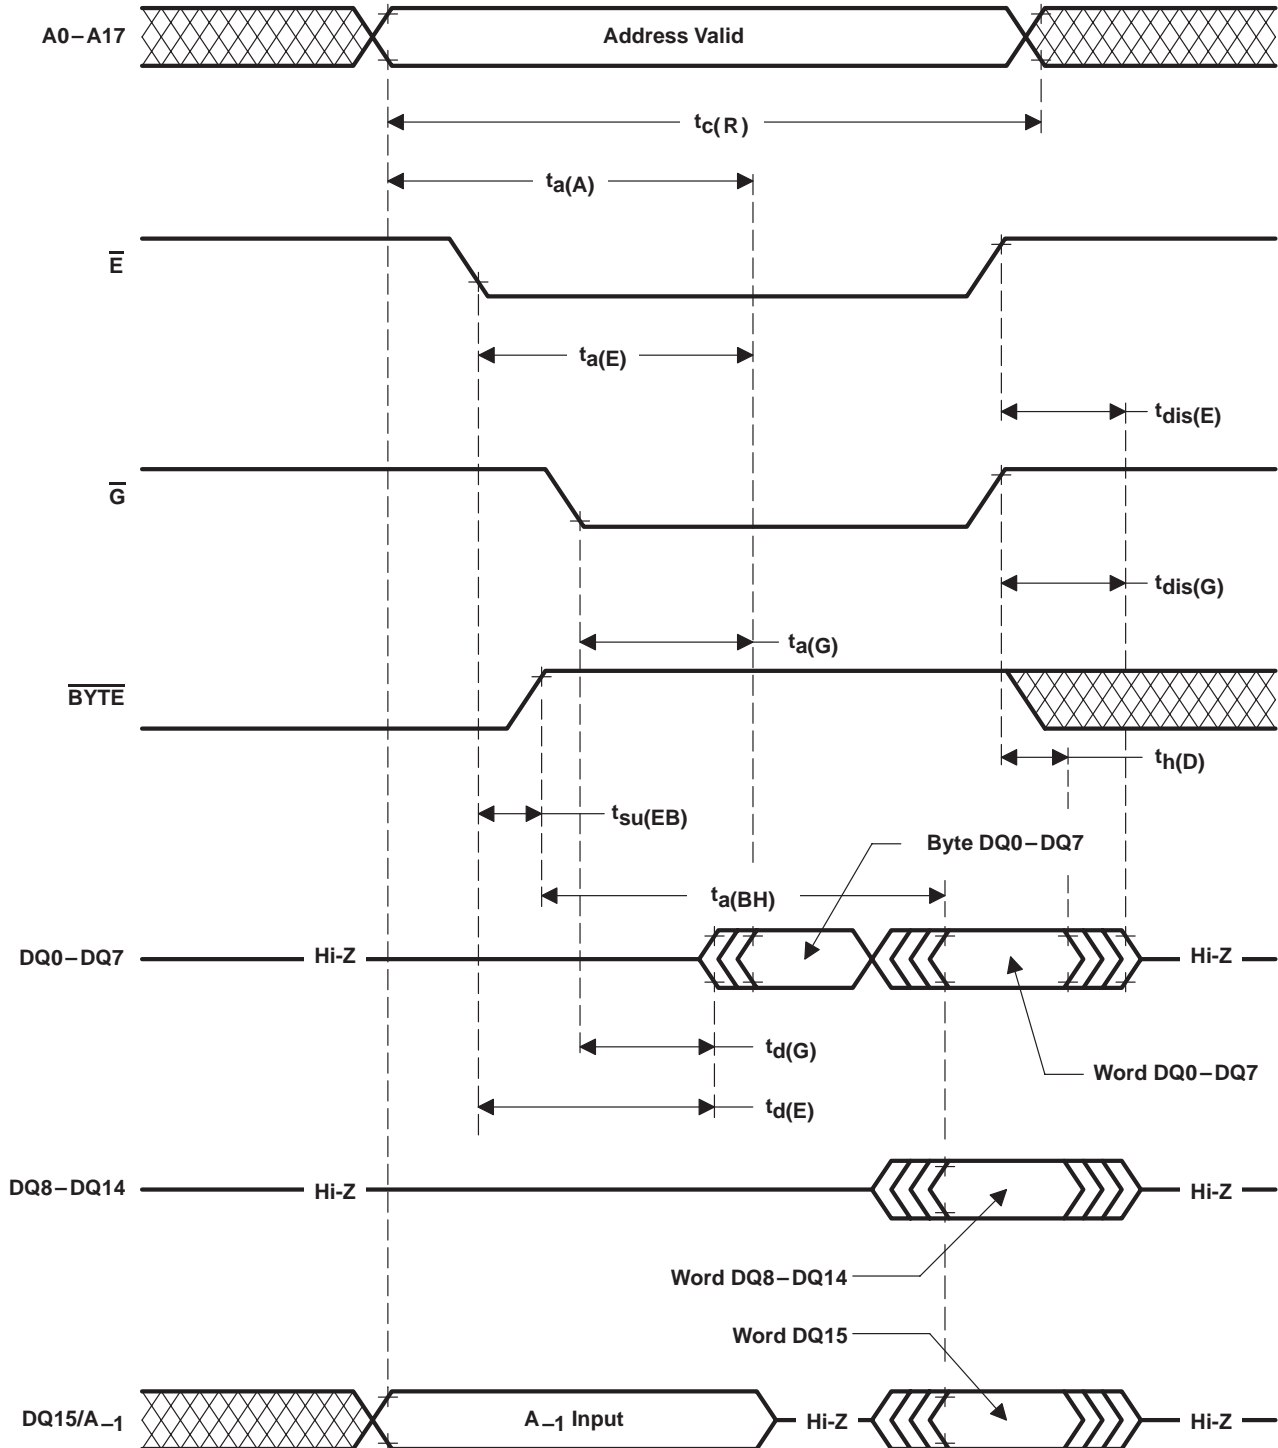 A0–A17
Address Valid
tc(R)
ta(A)
E
ta(E)
tdis(E)
G
tdis(G)
ta(G)
BYTE
th(D)
tsu(EB)
Byte DQ0–DQ7
ta(BH)
DQ0–DQ7
Hi-Z
Hi-Z
td(G)
Word DQ0–DQ7
td(E)
DQ8–DQ14
Hi-Z
Hi-Z
Word DQ8–DQ14
Word DQ15
DQ15/A–1
A–1 Input
Hi-Z
Hi-Z